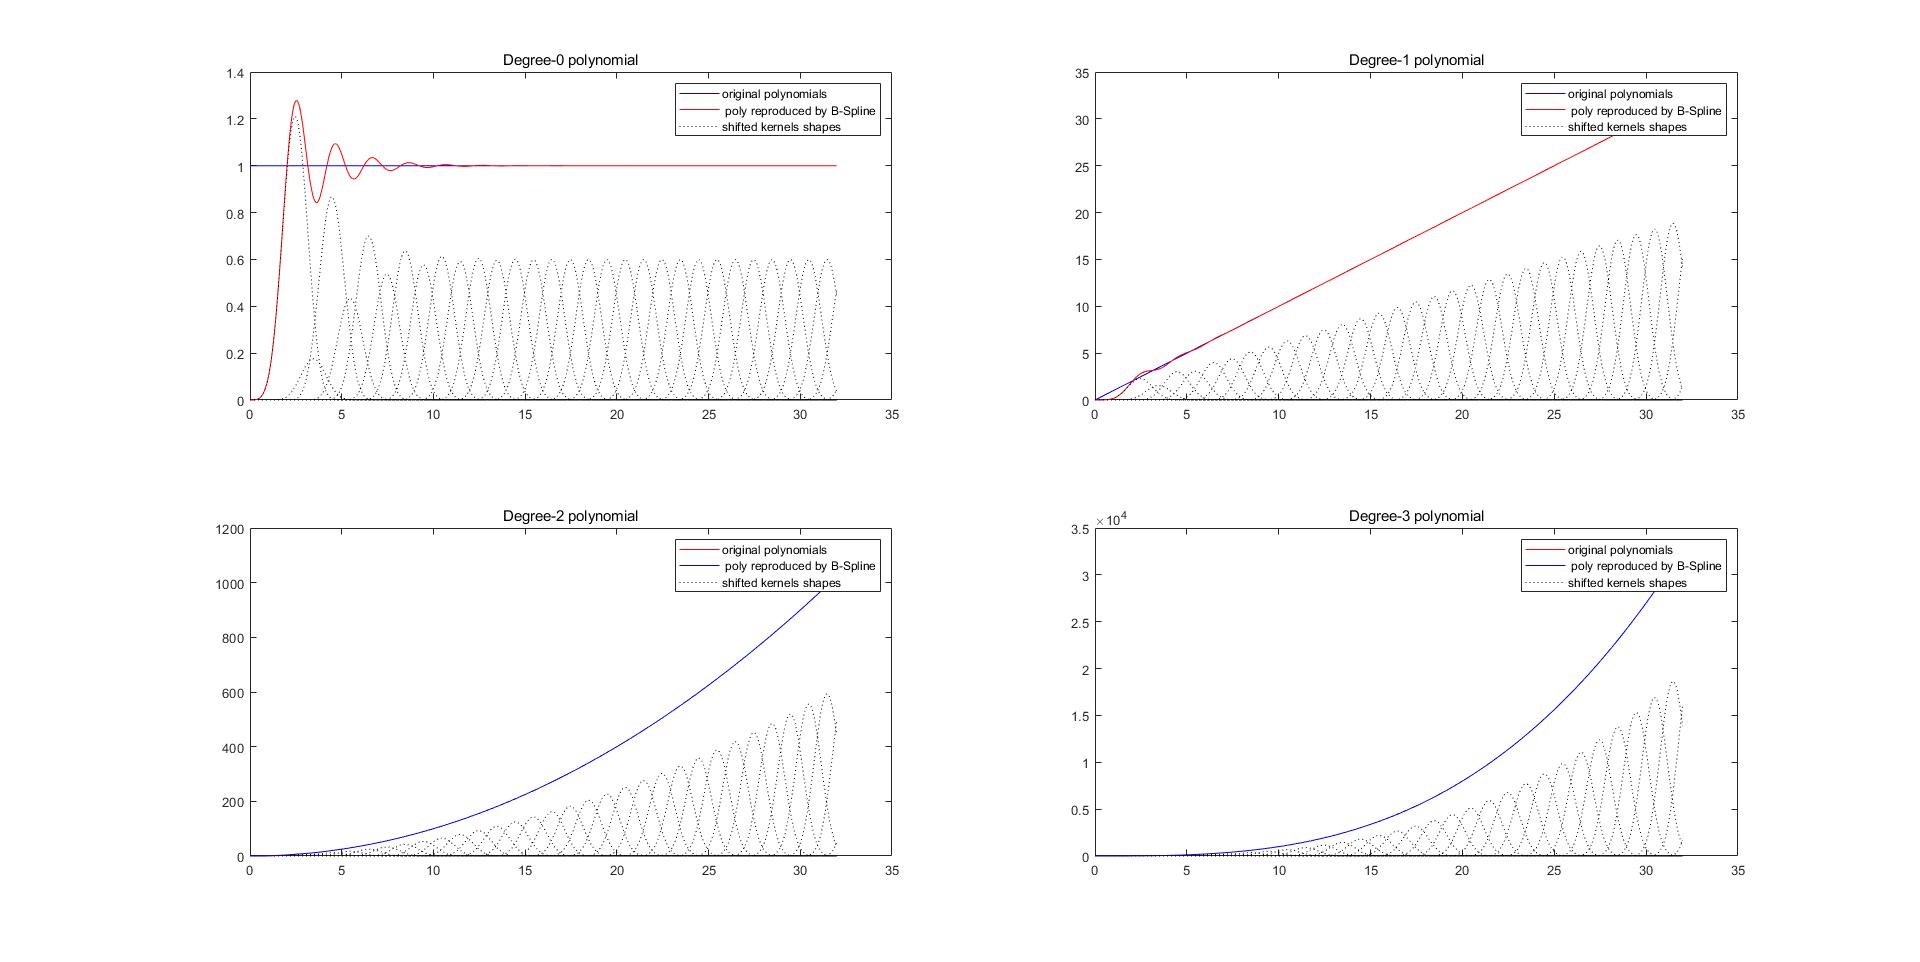 Degree-0 polynomial
1.4
1.2
1
0.8
0.6
0.4
0.2
0
original polynomials
poly reproduced by B-Spline
shifted kernels shapes
0 5 10 15 20 25 30 35
Degree-1 polynomial
35
30
25
20
15
10
5
0
original polynomials
poly reproduced by B-Spline
shifted kernels shapes
0 5 10 15 20 25 30 35
Degree-2 polynomial
1200
1000
800
600
400
200
0
original polynomials
poly reproduced by B-Spline
shifted kernels shapes
0 5 10 15 20 25 30 35
Degree-3 polynomial
×10⁴
3.5
3
2.5
2
1.5
1
0.5
0
original polynomials
poly reproduced by B-Spline
shifted kernels shapes
0 5 10 15 20 25 30 35